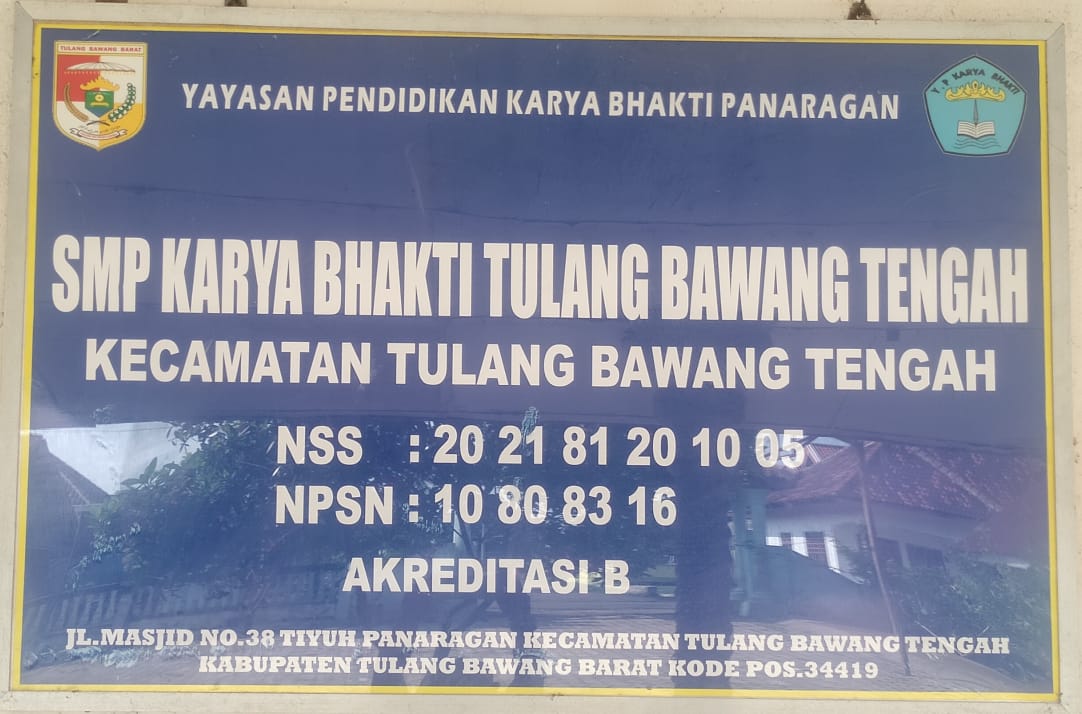 TULANG BAWANG BARAT
Y.P KARYA BHAKTI
YAYASAN PENDIDIKAN KARYA BHAKTI PANARAGAN
SMP KARYA BHAKTI TULANG BAWANG TENGAH
KECAMATAN TULANG BAWANG TENGAH
NSS : 20 21 81 20 10 05
NPSN : 10 80 83 16
AKREDITASI B
JL.MASJID NO.38 TIYUH PANARAGAN KECAMATAN TULANG BAWANG TENGAH
KABUPATEN TULANG BAWANG BARAT KODE POS.34419